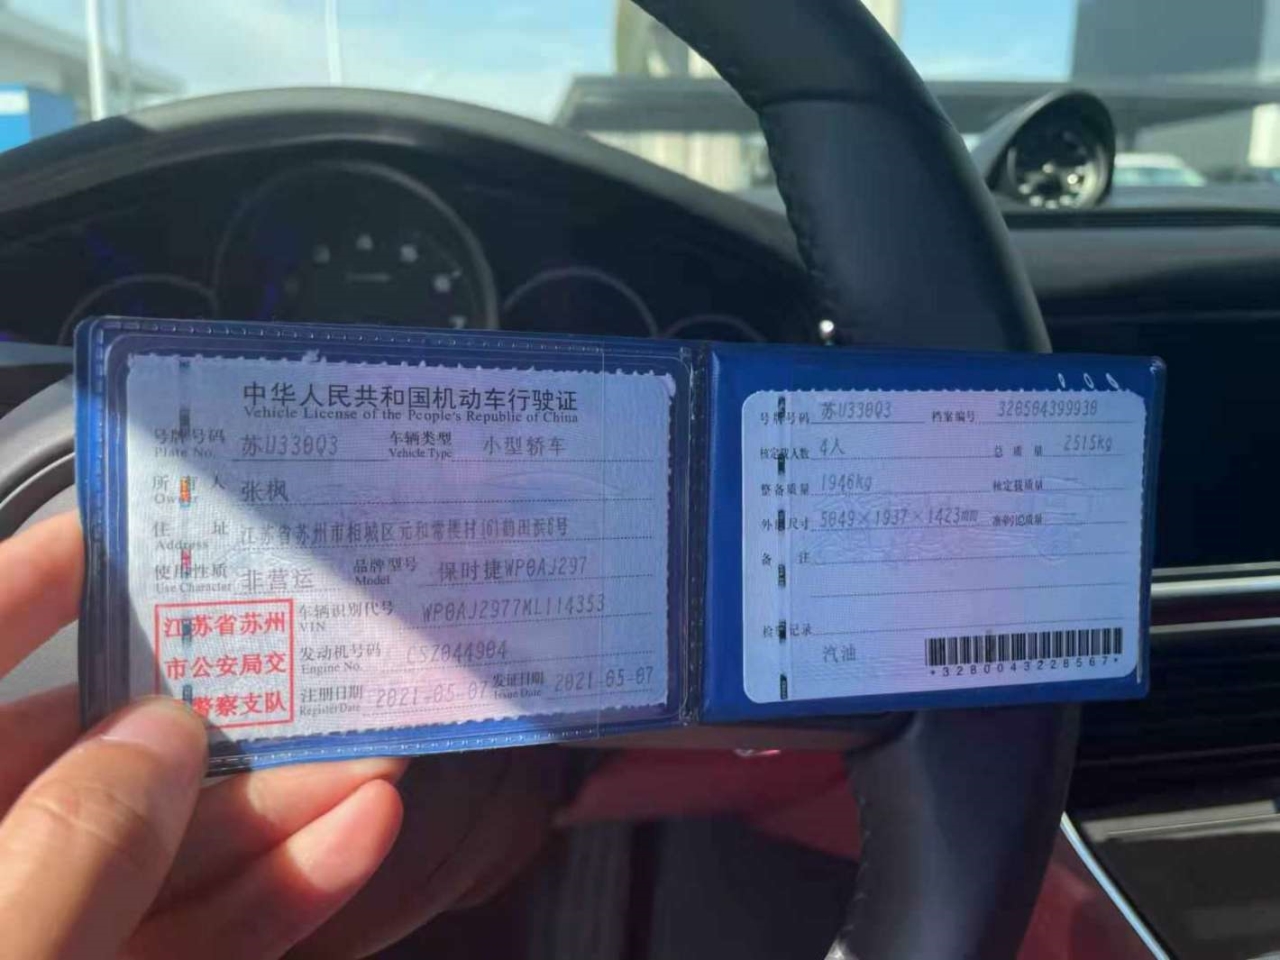 中华人民共和国机动车行驶证
Vehicle License of the People's Republic of China
号牌号码 苏U330Q3 车辆类型 小型轿车
Plate No. Vehicle Type
所有人 张枫
Owner
住址 江苏省苏州市相城区元和常楼村(6)鹤田浜6号
Address
使用性质 非营运 品牌型号 保时捷WP0AJ297
Use Character Model
江苏省苏州
市公安局交
警察支队
车辆识别代号 WP0AJ2977ML114353
VIN
发动机号码 CSZ044904
Engine No.
注册日期 2021-05-07 发证日期 2021-05-07
Register Date Issue Date
号牌号码 苏U330Q3 档案编号 320504399930
核定载人数 4人 总质量 2515kg
整备质量 1946kg 核定载质量
外廓尺寸 5049×1937×1423mm 准牵引总质量
备注
检验记录
汽油
*3280043228567*